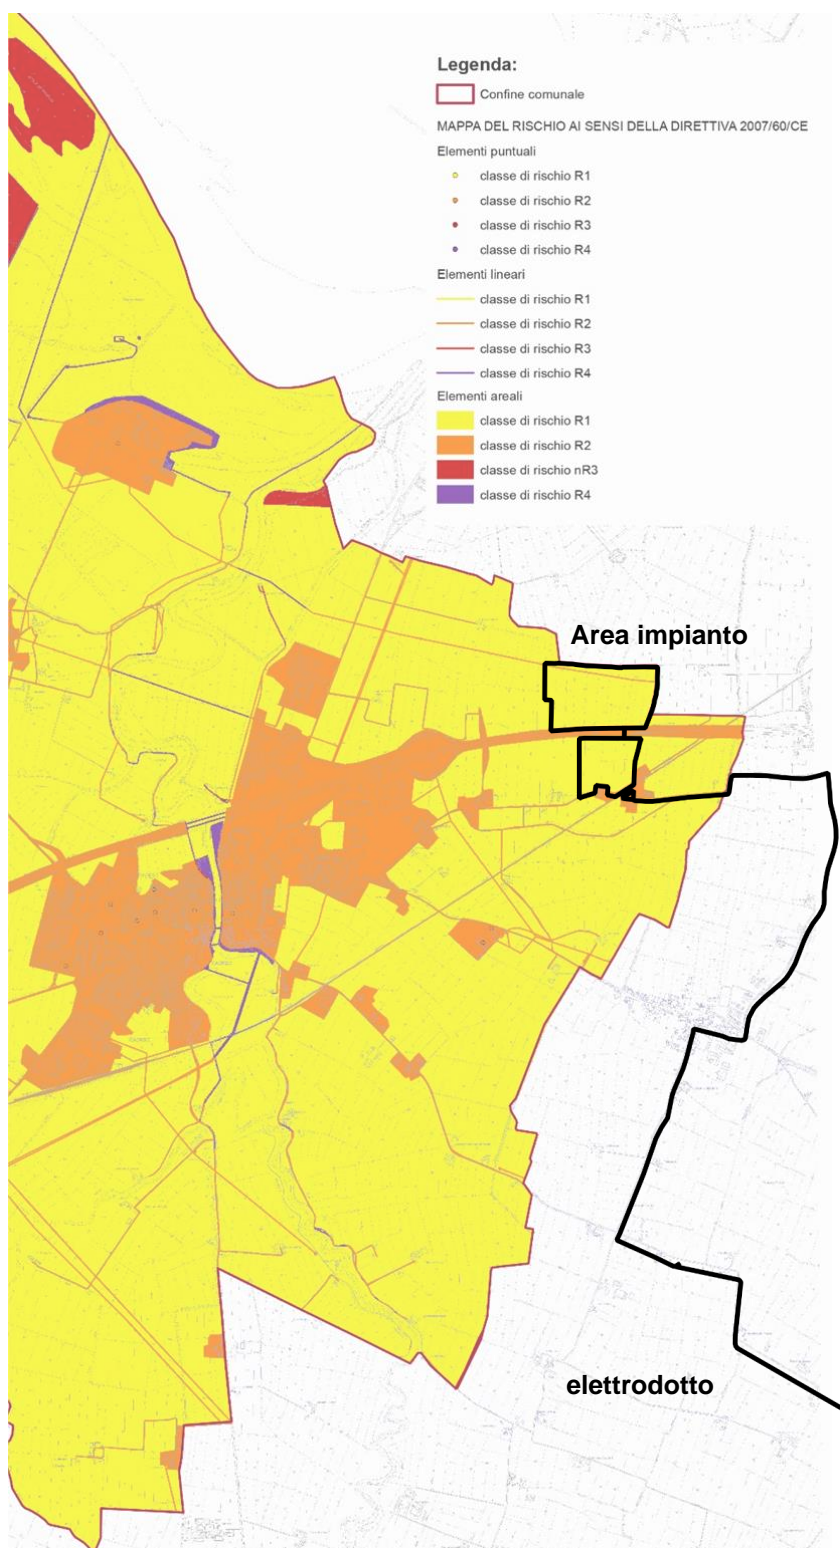 Legenda:
Confine comunale
MAPPA DEL RISCHIO AI SENSI DELLA DIRETTIVA 2007/60/CE
Elementi puntuali
classe di rischio R1
classe di rischio R2
classe di rischio R3
classe di rischio R4
Elementi lineari
classe di rischio R1
classe di rischio R2
classe di rischio R3
classe di rischio R4
Elementi areali
classe di rischio R1
classe di rischio R2
classe di rischio nR3
classe di rischio R4
Area impianto
elettrodotto